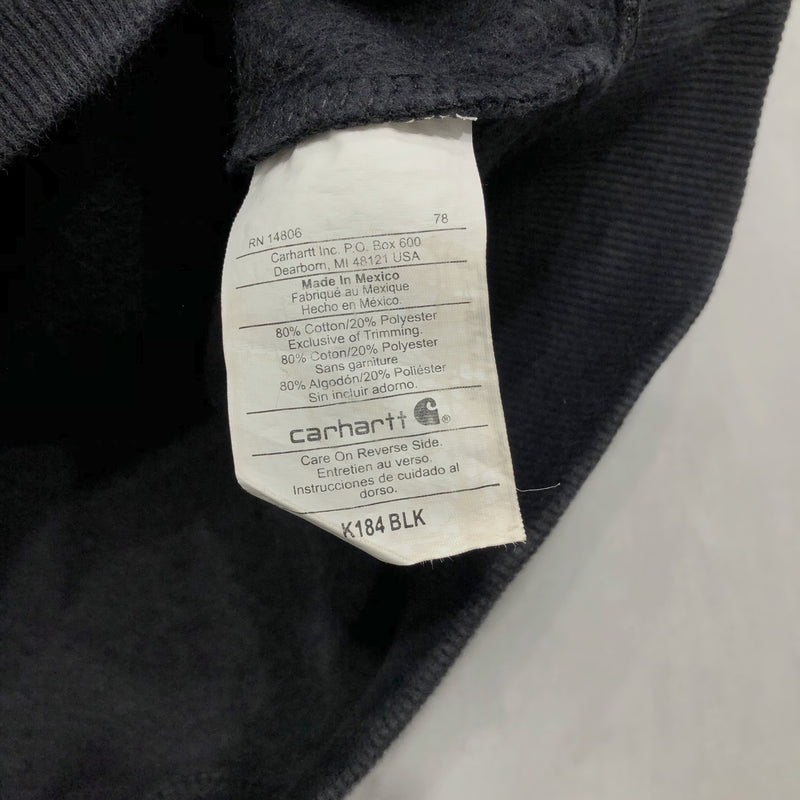 RN 14806 78
Carhartt Inc. P.O. Box 600
Dearborn, MI 48121 USA
Made In Mexico
Fabriqué au Mexique
Hecho en México.
80% Cotton/20% Polyester
Exclusive of Trimming.
80% Coton/20% Polyester
Sans garniture
80% Algodón/20% Poliéster
Sin incluir adorno.
carhartt ®
Care On Reverse Side.
Entretien au verso.
Instrucciones de cuidado al
dorso.
K184 BLK